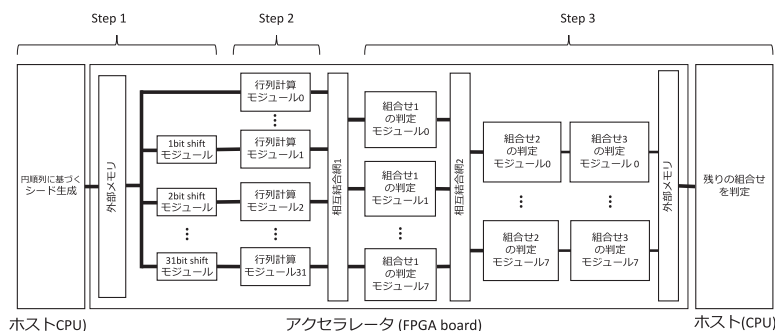 Step 1
Step 2
Step 3
円順列に基づく
シード生成
外部メモリ
1bit shift
モジュール
2bit shift
モジュール
31bit shift
モジュール
行列計算
モジュール0
行列計算
モジュール1
行列計算
モジュール2
行列計算
モジュール31
相互結合網1
組合せ1
の判定
モジュール0
組合せ1
の判定
モジュール1
組合せ1
の判定
モジュール7
相互結合網2
組合せ2
の判定
モジュール0
組合せ3
の判定
モジュール 0
組合せ2
の判定
モジュール7
組合せ3
の判定
モジュール7
外部メモリ
残りの組合せ
を判定
ホストCPU)
アクセラレータ (FPGA board)
ホスト(CPU)